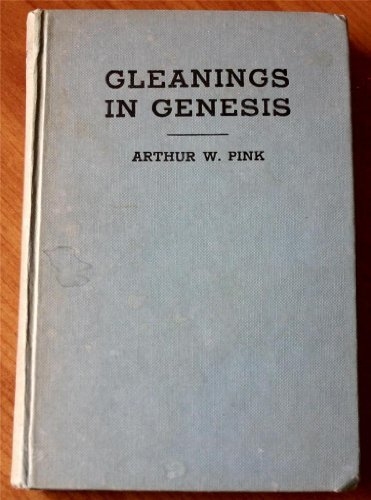 GLEANINGS
IN GENESIS
ARTHUR W. PINK